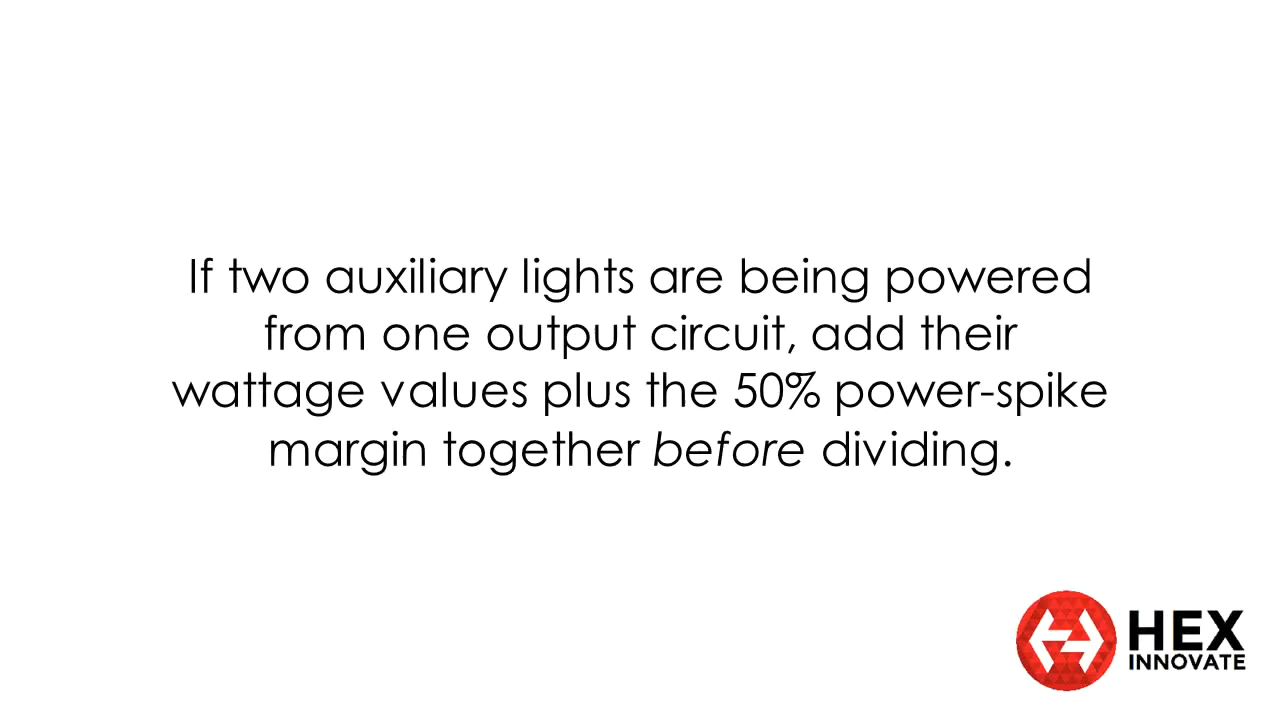 If two auxiliary lights are being powered
from one output circuit, add their
wattage values plus the 50% power-spike
margin together before dividing.
HEX
INNOVATE